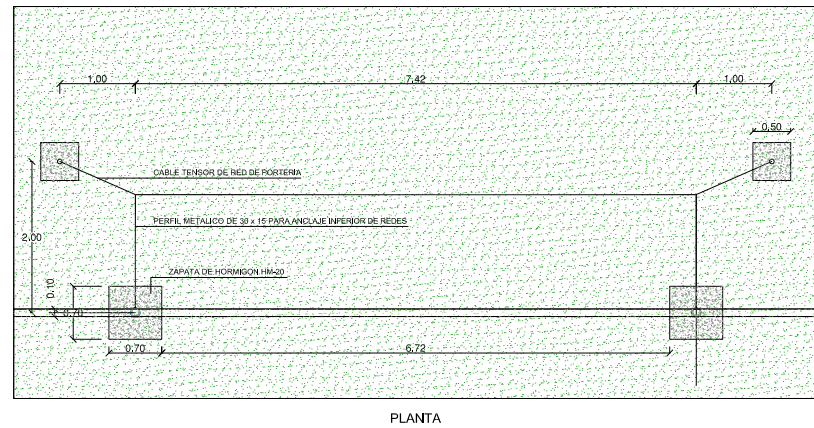 1,00 7,42 1,00
0,50
CABLE TENSOR DE RED DE PORTERIA
PERFIL METALICO DE 30 x 15 PARA ANCLAJE INFERIOR DE REDES
2,00
ZAPATA DE HORMIGON HM-20
0,10
0,70
0,70 6,72
PLANTA